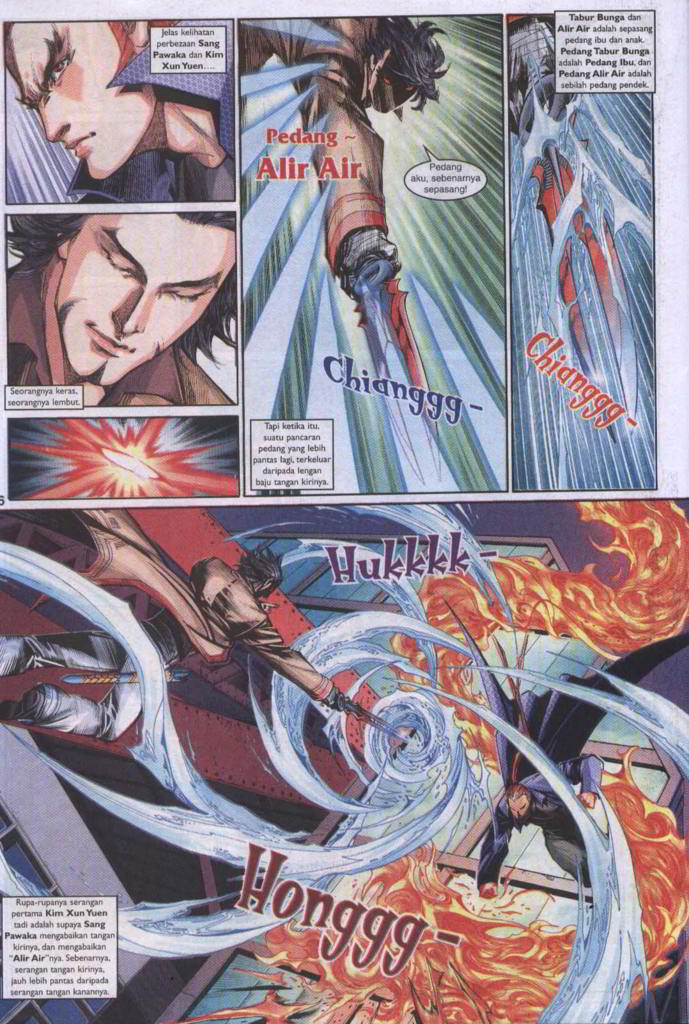 Jelas kelihatan
perbezaan Sang
Pawaka dan Kim
Xun Yuen....
Seorangnya keras,
seorangnya lembut.
Pedang ~
Alir Air
Pedang
aku, sebenarnya
sepasang!
Chianggg -
Tapi ketika itu,
suatu pancaran
pedang yang lebih
pantas lagi, terkeluar
daripada lengan
baju tangan kirinya.
Tabur Bunga dan
Alir Air adalah sepasang
pedang ibu dan anak.
Pedang Tabur Bunga
adalah Pedang Ibu, dan
Pedang Alir Air adalah
sebilah pedang pendek.
Chianggg -
6
Hukkkk -
Honggg -
Rupa-rupanya serangan
pertama Kim Xun Yuen
tadi adalah supaya Sang
Pawaka mengabaikan tangan
kirinya, dan mengabaikan
"Alir Air"nya. Sebenarnya,
serangan tangan kirinya,
jauh lebih pantas daripada
serangan tangan kanannya.